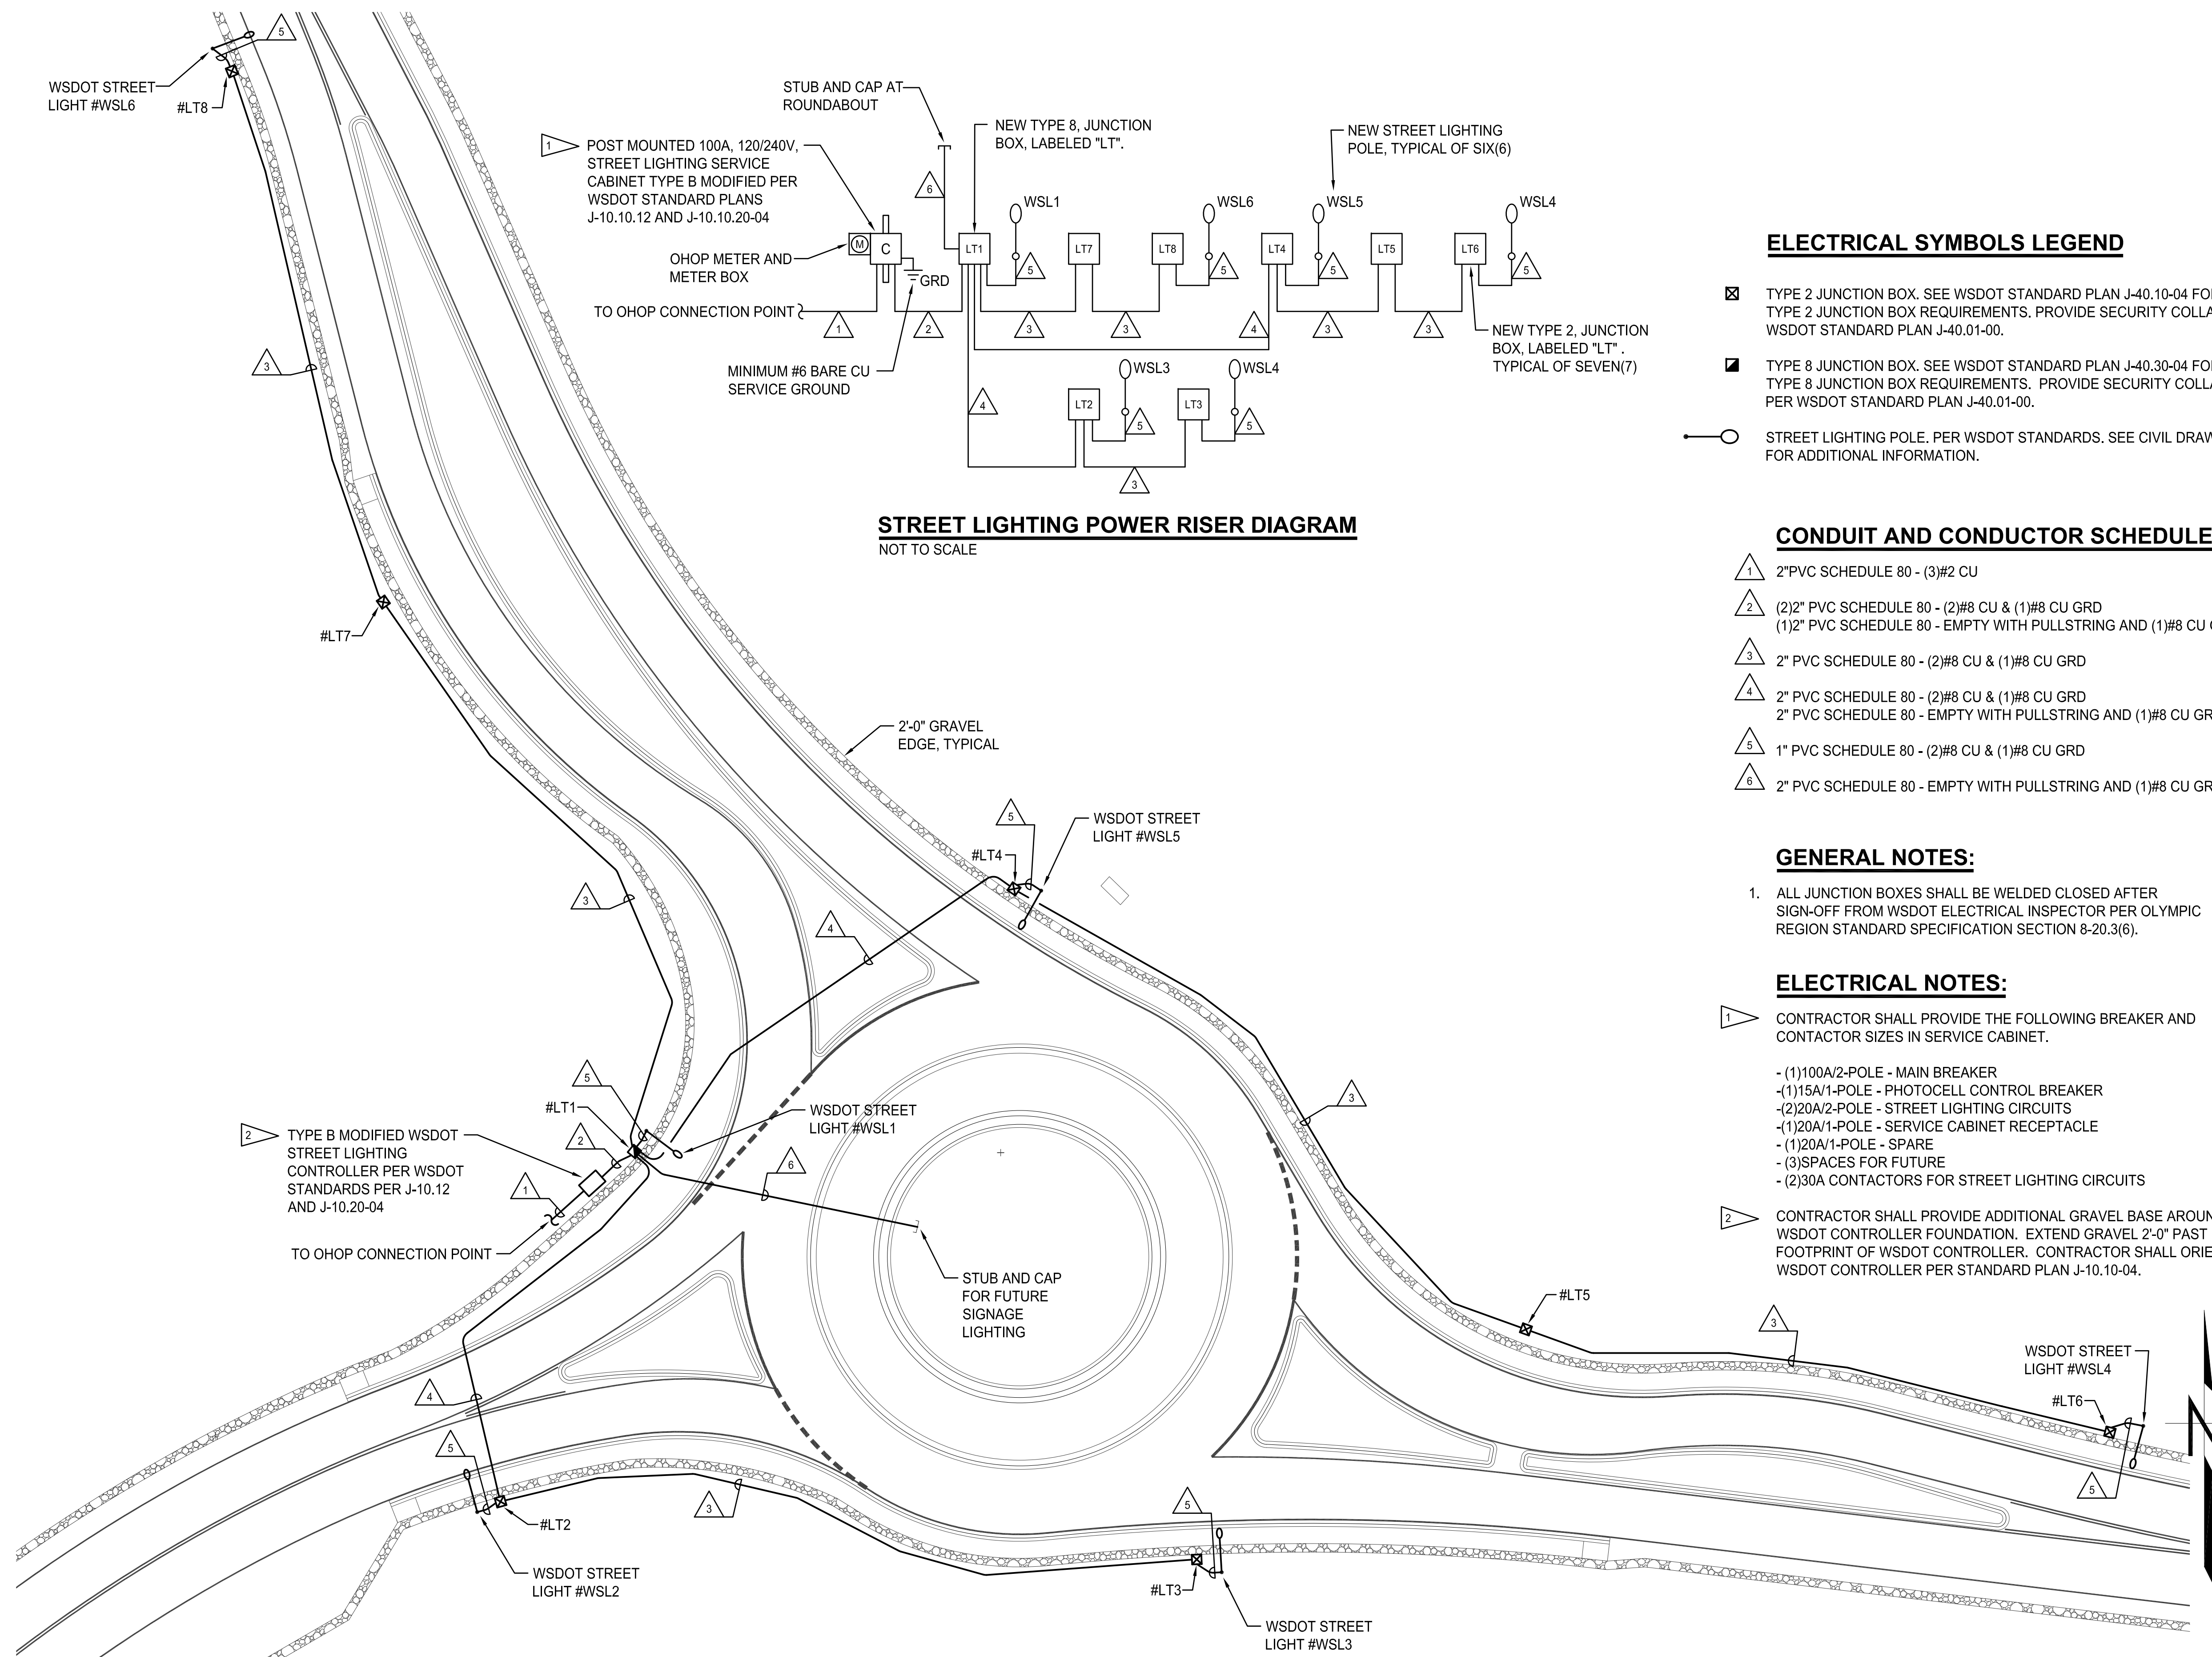 5
WSDOT STREET
LIGHT #WSL6
#LT8
3
#LT7
3
STUB AND CAP AT
ROUNDABOUT
1
POST MOUNTED 100A, 120/240V,
STREET LIGHTING SERVICE
CABINET TYPE B MODIFIED PER
WSDOT STANDARD PLANS
J-10.10.12 AND J-10.10.20-04
NEW TYPE 8, JUNCTION
BOX, LABELED "LT".
NEW STREET LIGHTING
POLE, TYPICAL OF SIX(6)
6
WSL1
WSL6
WSL5
WSL4
M
C
LT1
LT7
LT8
LT4
LT5
LT6
5
5
5
5
OHOP METER AND
METER BOX
GRD
TO OHOP CONNECTION POINT
1
2
3
3
4
3
3
NEW TYPE 2, JUNCTION
BOX, LABELED "LT" .
TYPICAL OF SEVEN(7)
MINIMUM #6 BARE CU
SERVICE GROUND
WSL3
WSL4
4
LT2
LT3
5
5
3
STREET LIGHTING POWER RISER DIAGRAM
NOT TO SCALE
2'-0" GRAVEL
EDGE, TYPICAL
5
WSDOT STREET
LIGHT #WSL5
#LT4
4
5
#LT1
WSDOT STREET
LIGHT #WSL1
2
TYPE B MODIFIED WSDOT
STREET LIGHTING
CONTROLLER PER WSDOT
STANDARDS PER J-10.12
AND J-10.20-04
2
1
6
TO OHOP CONNECTION POINT
STUB AND CAP
FOR FUTURE
SIGNAGE
LIGHTING
3
#LT5
3
WSDOT STREET
LIGHT #WSL4
#LT6
5
4
5
#LT2
WSDOT STREET
LIGHT #WSL2
3
5
#LT3
WSDOT STREET
LIGHT #WSL3
ELECTRICAL SYMBOLS LEGEND
TYPE 2 JUNCTION BOX. SEE WSDOT STANDARD PLAN J-40.10-04 FO
TYPE 2 JUNCTION BOX REQUIREMENTS. PROVIDE SECURITY COLLA
WSDOT STANDARD PLAN J-40.01-00.
TYPE 8 JUNCTION BOX. SEE WSDOT STANDARD PLAN J-40.30-04 FO
TYPE 8 JUNCTION BOX REQUIREMENTS. PROVIDE SECURITY COLLA
PER WSDOT STANDARD PLAN J-40.01-00.
STREET LIGHTING POLE. PER WSDOT STANDARDS. SEE CIVIL DRAW
FOR ADDITIONAL INFORMATION.
CONDUIT AND CONDUCTOR SCHEDULE
1 2"PVC SCHEDULE 80 - (3)#2 CU
2 (2)2" PVC SCHEDULE 80 - (2)#8 CU & (1)#8 CU GRD
(1)2" PVC SCHEDULE 80 - EMPTY WITH PULLSTRING AND (1)#8 CU
3 2" PVC SCHEDULE 80 - (2)#8 CU & (1)#8 CU GRD
4 2" PVC SCHEDULE 80 - (2)#8 CU & (1)#8 CU GRD
2" PVC SCHEDULE 80 - EMPTY WITH PULLSTRING AND (1)#8 CU GR
5 1" PVC SCHEDULE 80 - (2)#8 CU & (1)#8 CU GRD
6 2" PVC SCHEDULE 80 - EMPTY WITH PULLSTRING AND (1)#8 CU GR
GENERAL NOTES:
1. ALL JUNCTION BOXES SHALL BE WELDED CLOSED AFTER
SIGN-OFF FROM WSDOT ELECTRICAL INSPECTOR PER OLYMPIC
REGION STANDARD SPECIFICATION SECTION 8-20.3(6).
ELECTRICAL NOTES:
1 CONTRACTOR SHALL PROVIDE THE FOLLOWING BREAKER AND
CONTACTOR SIZES IN SERVICE CABINET.
- (1)100A/2-POLE - MAIN BREAKER
-(1)15A/1-POLE - PHOTOCELL CONTROL BREAKER
-(2)20A/2-POLE - STREET LIGHTING CIRCUITS
-(1)20A/1-POLE - SERVICE CABINET RECEPTACLE
- (1)20A/1-POLE - SPARE
- (3)SPACES FOR FUTURE
- (2)30A CONTACTORS FOR STREET LIGHTING CIRCUITS
2 CONTRACTOR SHALL PROVIDE ADDITIONAL GRAVEL BASE AROUN
WSDOT CONTROLLER FOUNDATION. EXTEND GRAVEL 2'-0" PAST
FOOTPRINT OF WSDOT CONTROLLER. CONTRACTOR SHALL ORIE
WSDOT CONTROLLER PER STANDARD PLAN J-10.10-04.